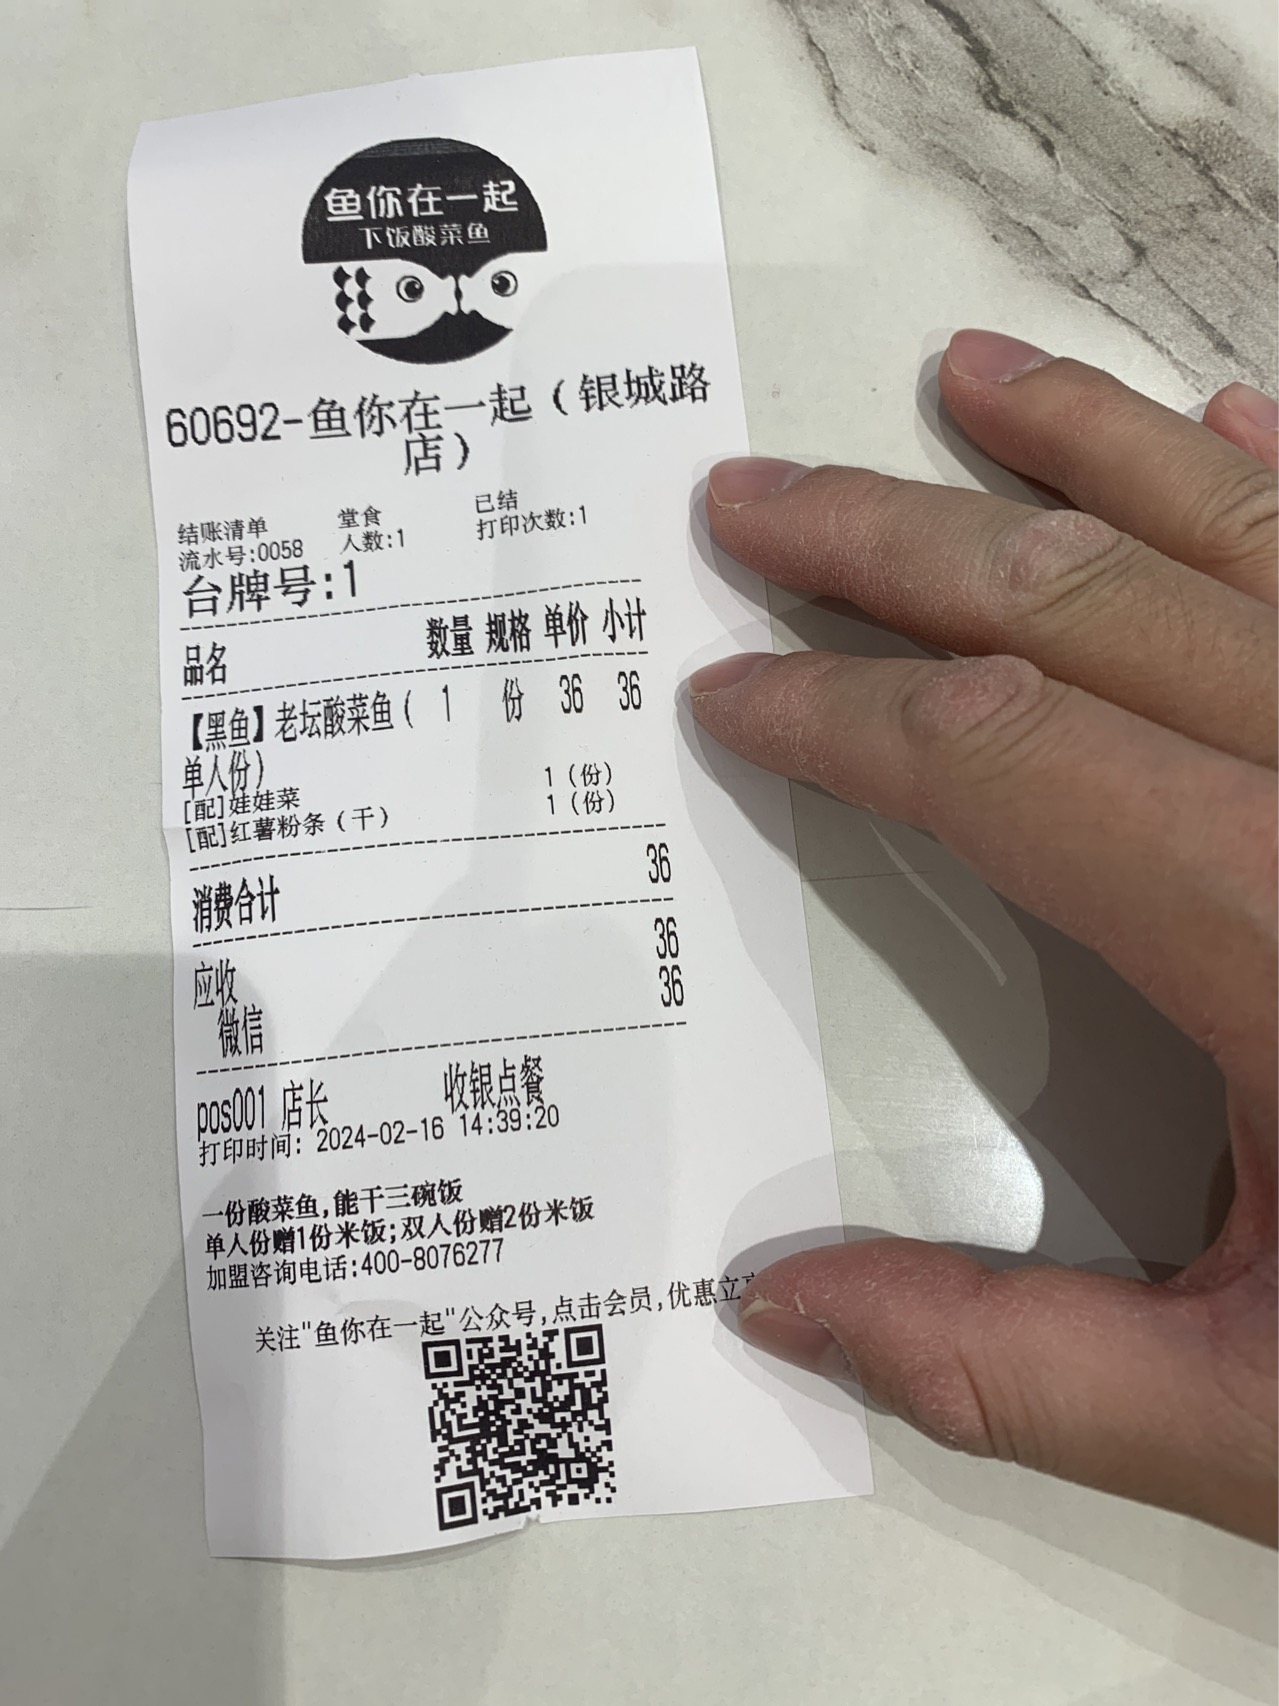 鱼你在一起
下饭酸菜鱼
60692-鱼你在一起（银城路
店）
结账清单 堂食 已结
流水号:0058 人数:1 打印次数:1
台牌号:1
品名 数量 规格 单价 小计
【黑鱼】老坛酸菜鱼( 1 份 36 36
单人份)
[配]娃娃菜 1（份）
[配]红薯粉条（干） 1（份）
消费合计 36
应收 36
微信 36
pos001 店长 收银点餐
打印时间: 2024-02-16 14:39:20
一份酸菜鱼,能干三碗饭
单人份赠1份米饭;双人份赠2份米饭
加盟咨询电话:400-8076277
关注"鱼你在一起"公众号,点击会员,优惠立